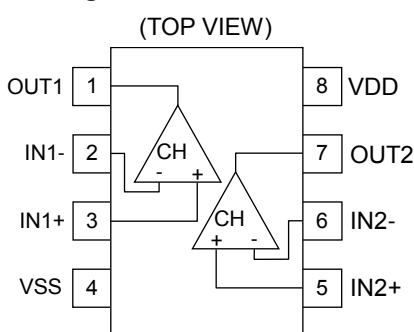 (TOP VIEW)
OUT1 1 8 VDD
IN1- 2 CH - + 7 OUT2
IN1+ 3 CH + - 6 IN2-
VSS 4 5 IN2+